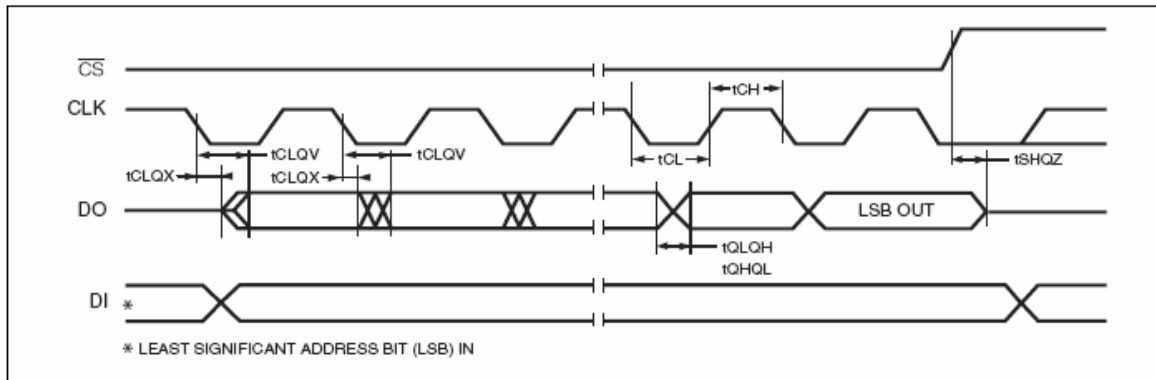 CS
CLK
tCH
tCLQV
tCLQV
tCL
tSHQZ
tCLQX
tCLQX
DO
LSB OUT
tQLQH
tQHQL
DI *
* LEAST SIGNIFICANT ADDRESS BIT (LSB) IN